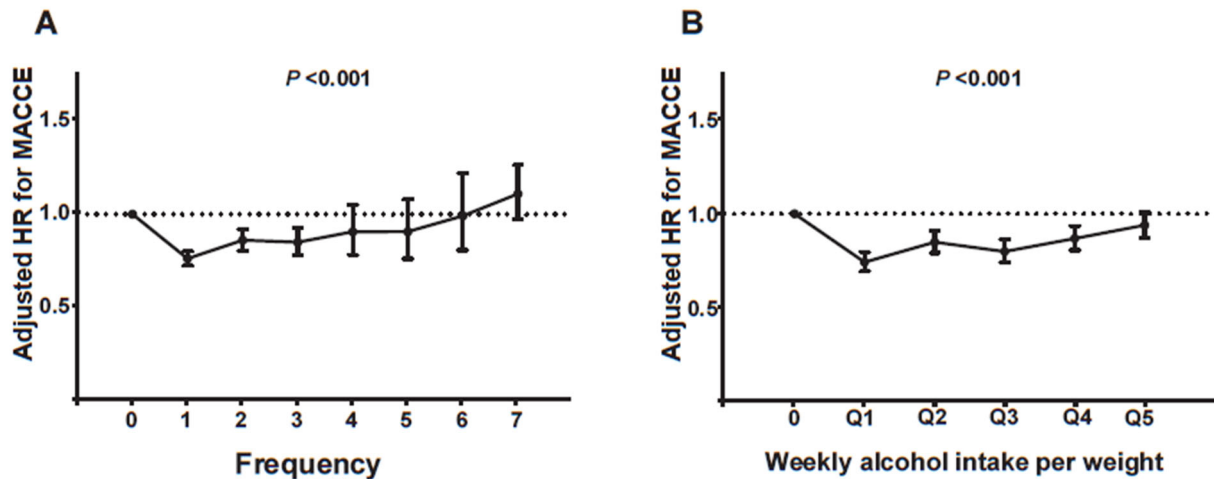 A
P <0.001
Adjusted HR for MACCE
1.5
1.0
0.5
0 1 2 3 4 5 6 7
Frequency
B
P <0.001
Adjusted HR for MACCE
1.5
1.0
0.5
0 Q1 Q2 Q3 Q4 Q5
Weekly alcohol intake per weight